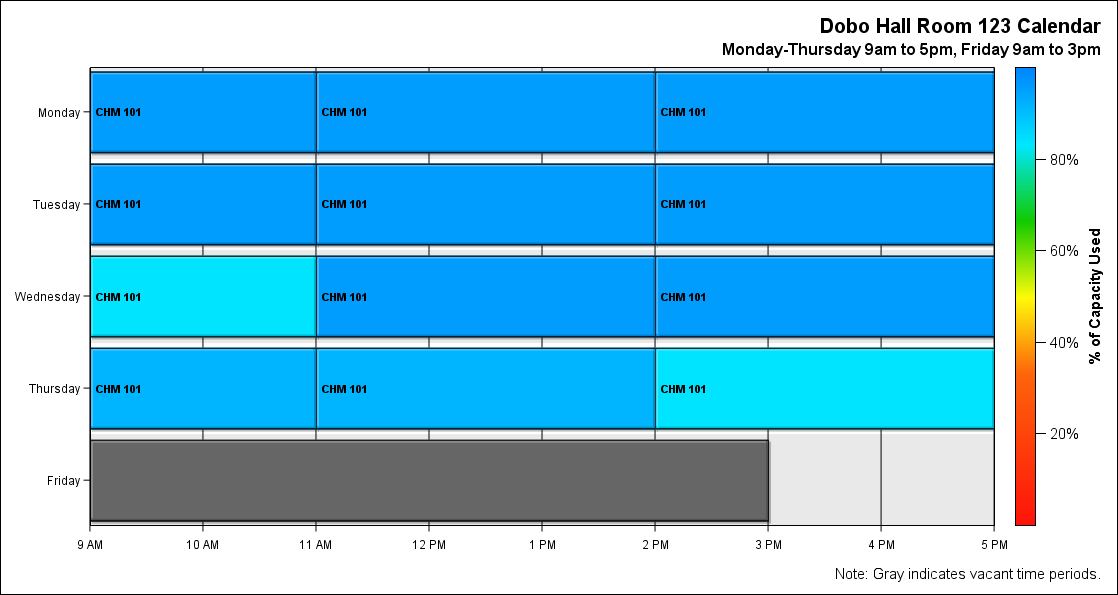 Dobo Hall Room 123 Calendar
Monday-Thursday 9am to 5pm, Friday 9am to 3pm
Monday
CHM 101
CHM 101
CHM 101
Tuesday
CHM 101
CHM 101
CHM 101
Wednesday
CHM 101
CHM 101
CHM 101
Thursday
CHM 101
CHM 101
CHM 101
Friday
9 AM
10 AM
11 AM
12 PM
1 PM
2 PM
3 PM
4 PM
5 PM
80%
60%
40%
20%
% of Capacity Used
Note: Gray indicates vacant time periods.